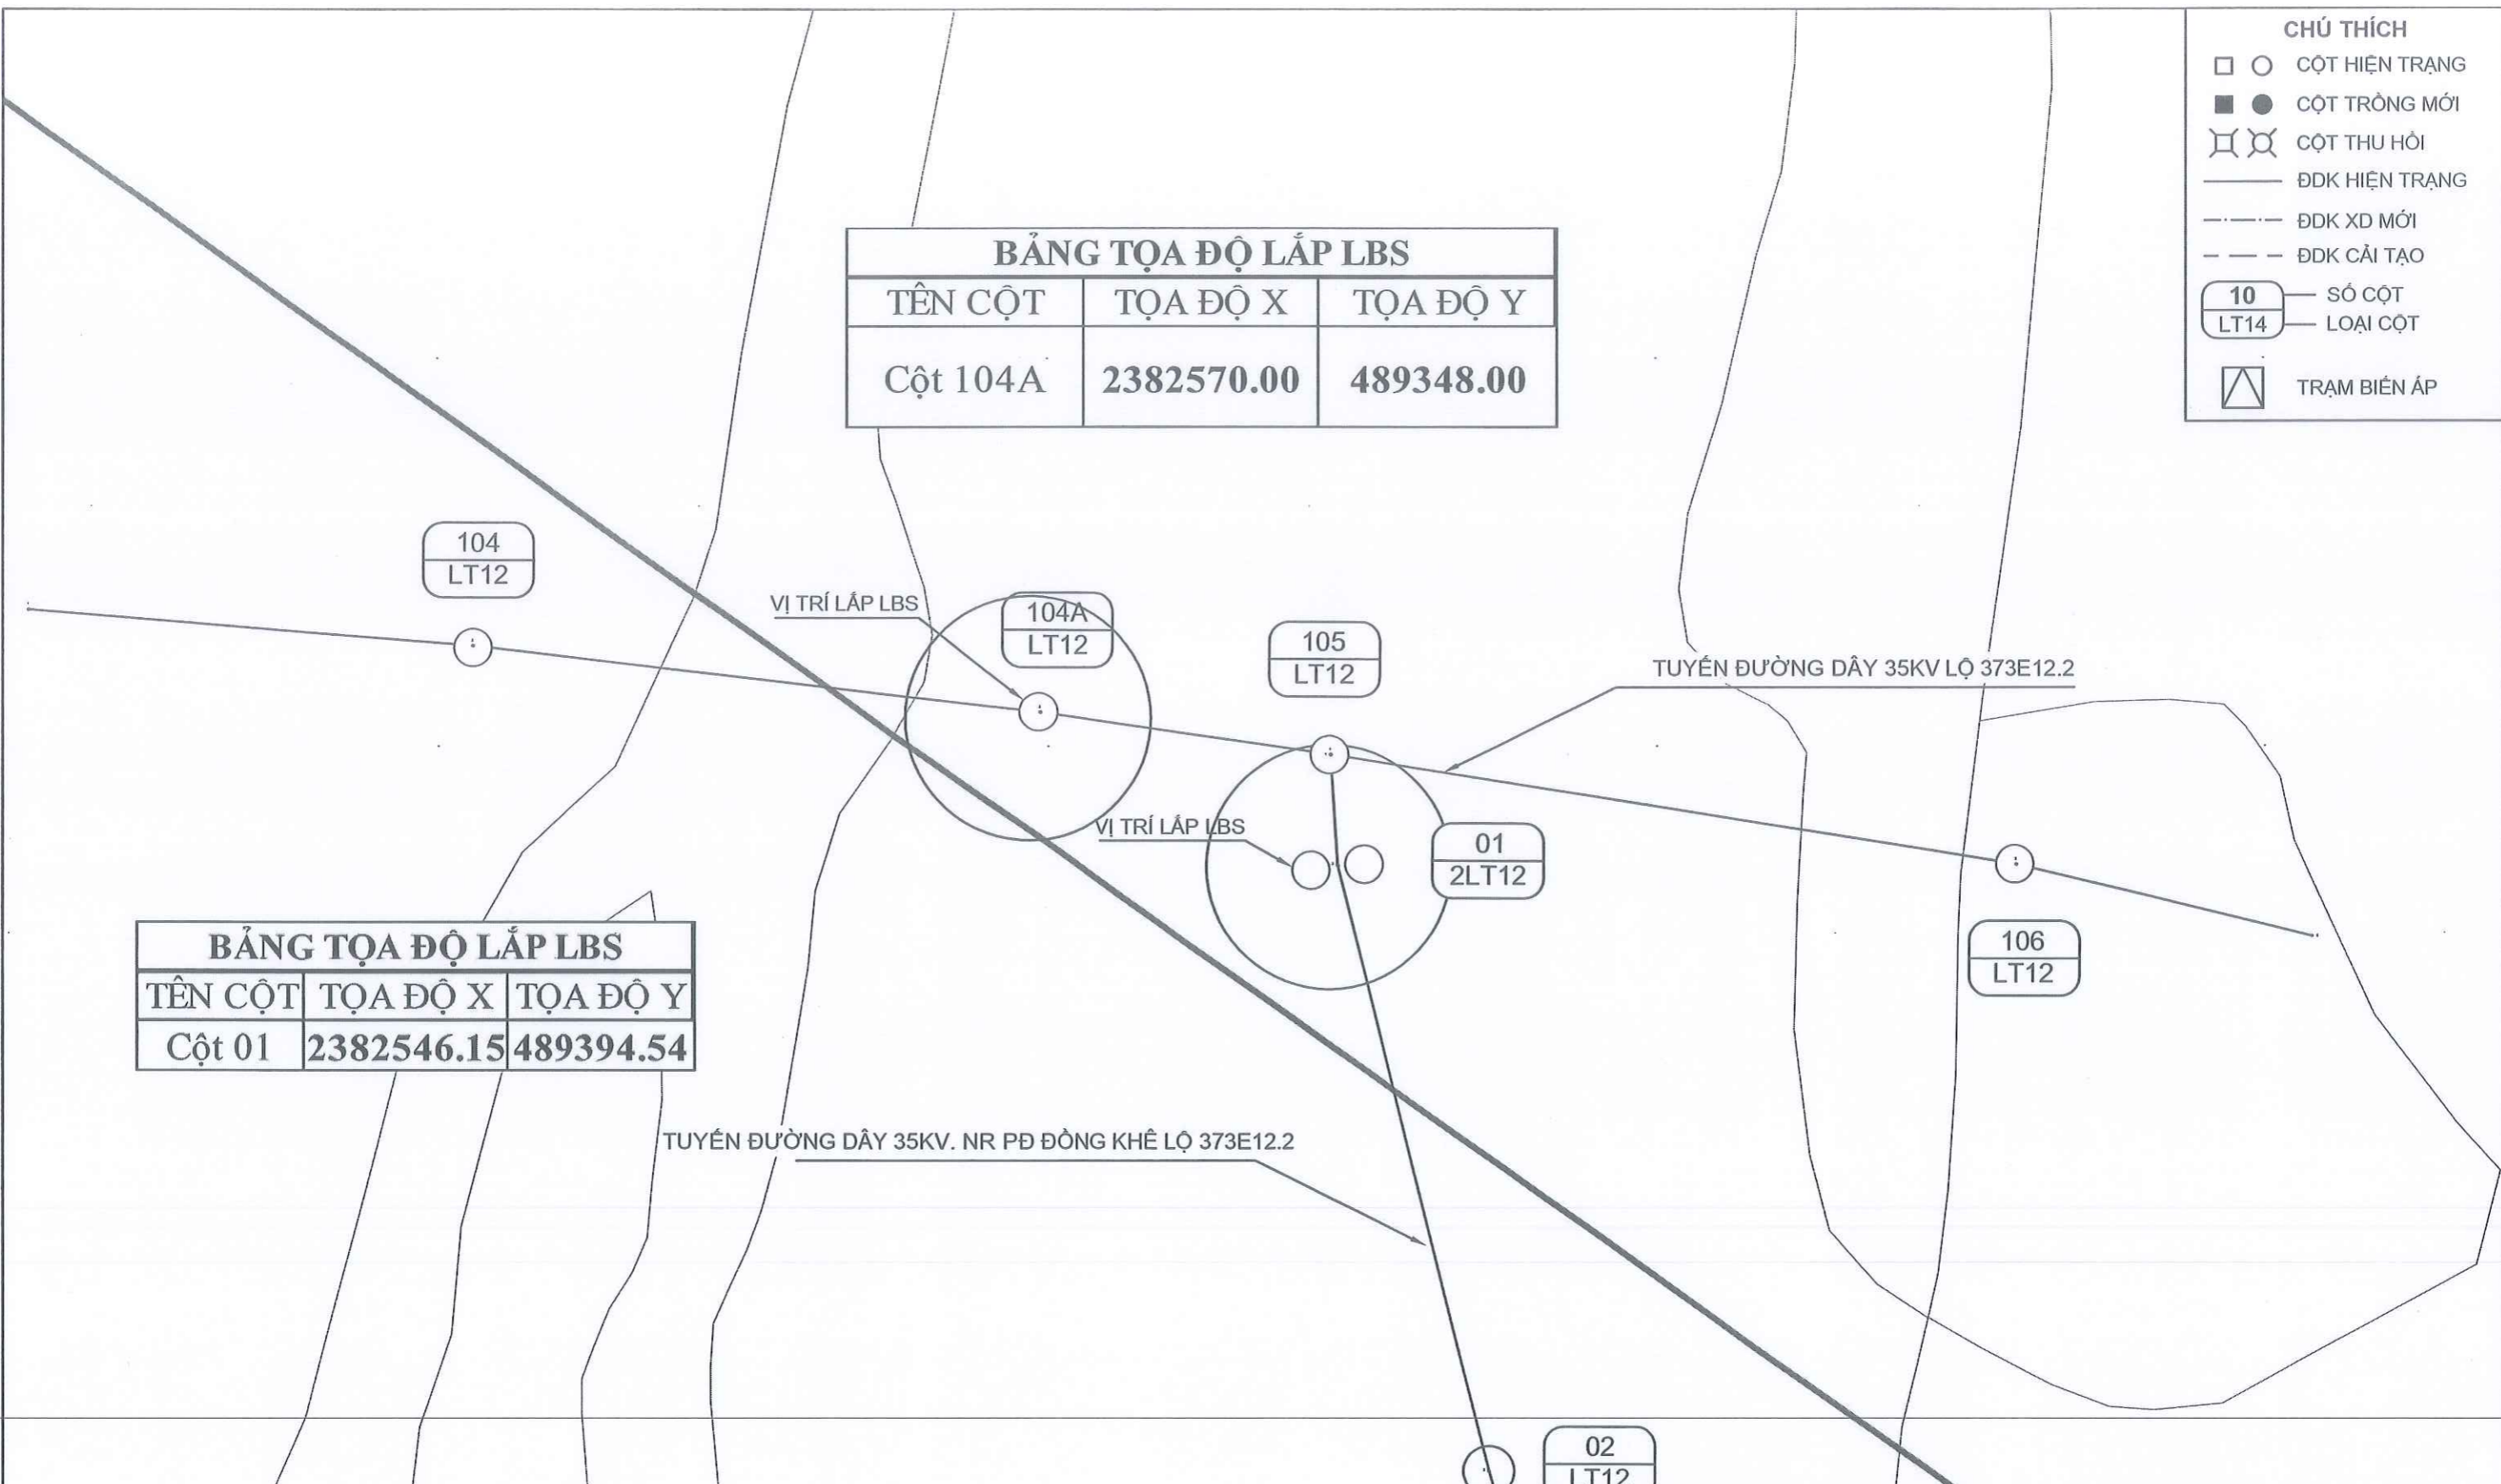 CHÚ THÍCH
CỘT HIỆN TRẠNG
CỘT TRỒNG MỚI
CỘT THU HỒI
ĐDK HIỆN TRẠNG
ĐDK XD MỚI
ĐDK CẢI TẠO
10 SỐ CỘT
LT14 LOẠI CỘT
TRẠM BIẾN ÁP
BẢNG TỌA ĐỘ LẮP LBS
TÊN CỘT TỌA ĐỘ X TỌA ĐỘ Y
Cột 104A 2382570.00 489348.00
104
LT12
VỊ TRÍ LẮP LBS
104A
LT12
105
LT12
TUYẾN ĐƯỜNG DÂY 35KV LỘ 373E12.2
VỊ TRÍ LẮP LBS
01
2LT12
106
LT12
BẢNG TỌA ĐỘ LẮP LBS
TÊN CỘT TỌA ĐỘ X TỌA ĐỘ Y
Cột 01 2382546.15 489394.54
TUYẾN ĐƯỜNG DÂY 35KV. NR PĐ ĐỒNG KHÊ LỘ 373E12.2
02
LT12